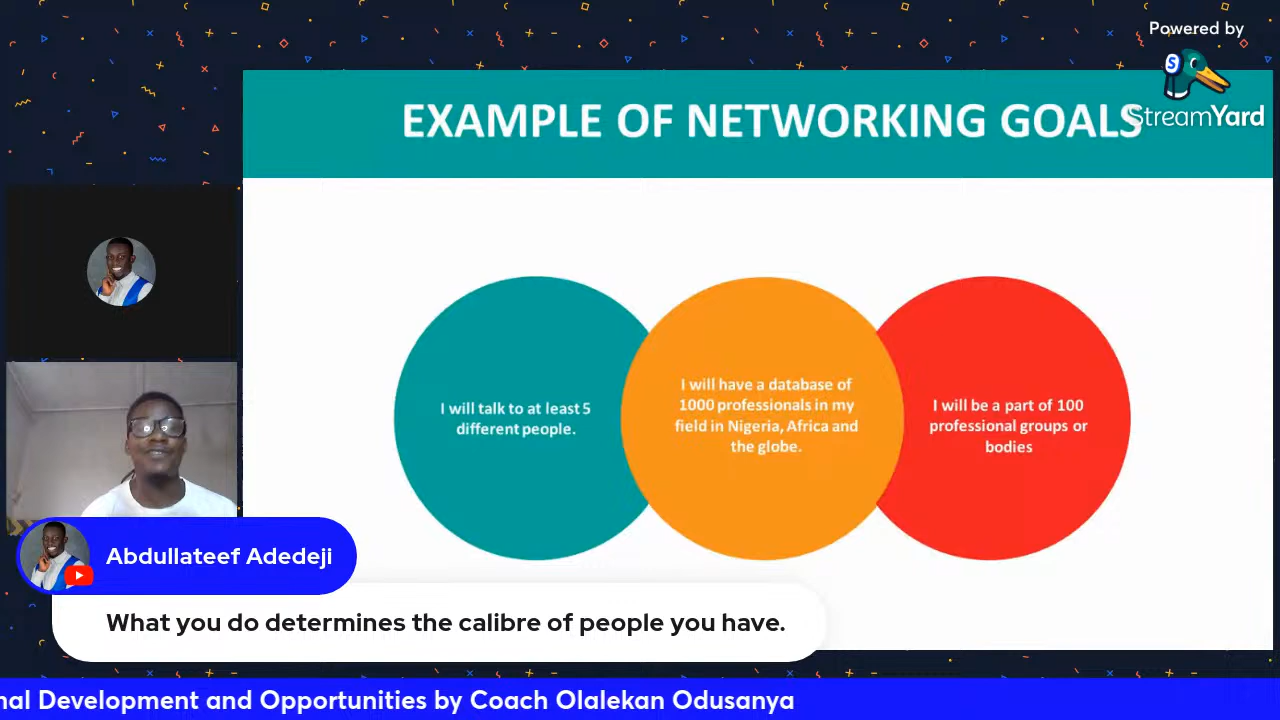 Powered by
StreamYard
EXAMPLE OF NETWORKING GOALS
I will talk to at least 5
different people.
I will have a database of
1000 professionals in my
field in Nigeria, Africa and
the globe.
I will be a part of 100
professional groups or
bodies
Abdullateef Adedeji
What you do determines the calibre of people you have.
nal Development and Opportunities by Coach Olalekan Odusanya